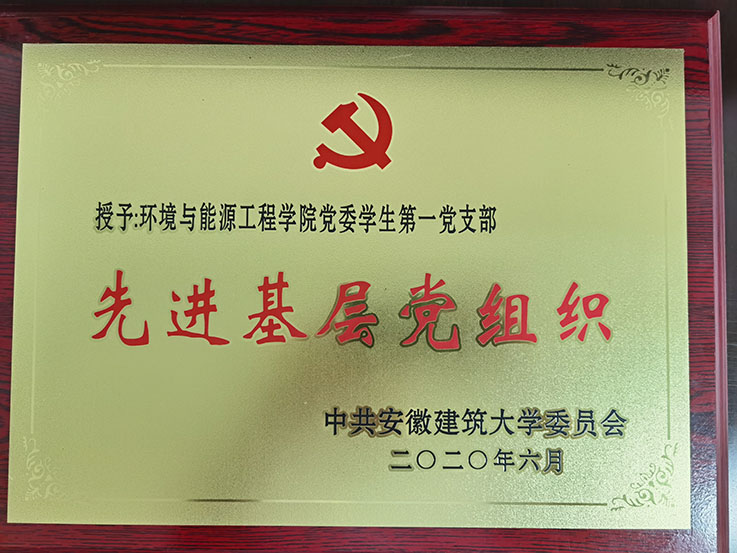 授予:环境与能源工程学院党委学生第一党支部
先进基层党组织
中共安徽建筑大学委员会
二〇二〇年六月